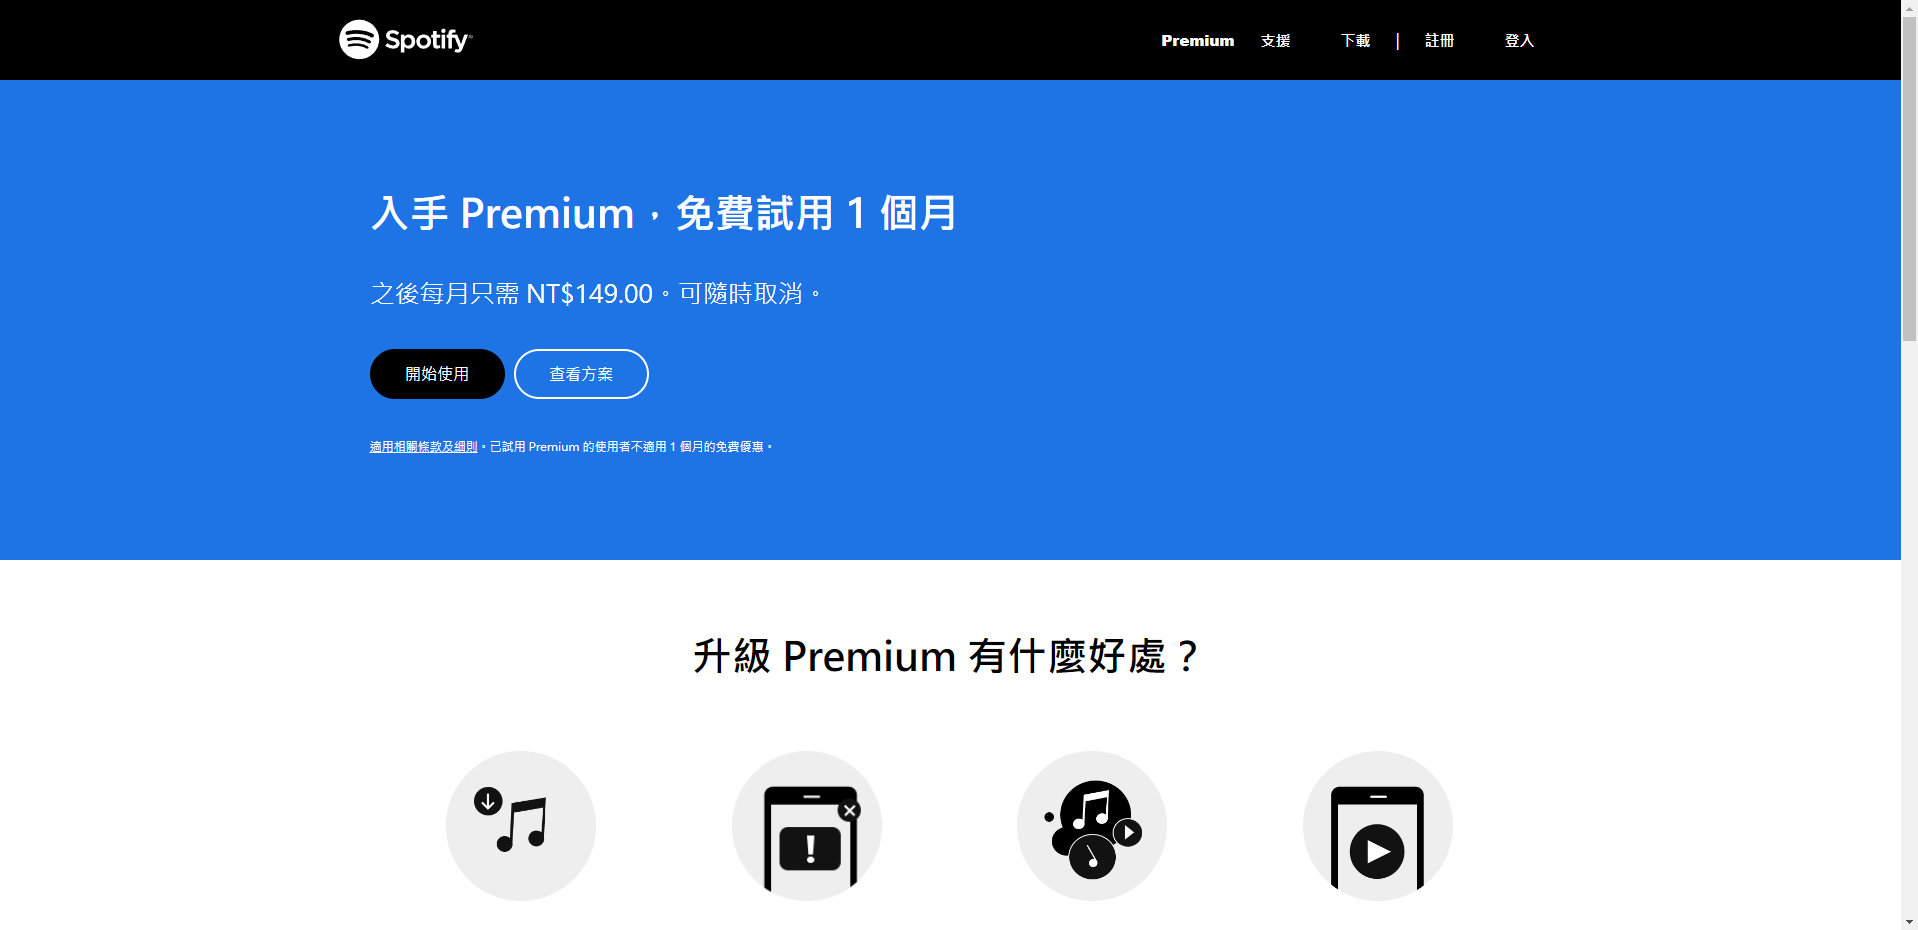 Spotify
Premium 支援 下載 | 註冊 登入
入手 Premium，免費試用 1 個月
之後每月只需 NT$149.00。可隨時取消。
開始使用 查看方案
適用相關條款及細則。已試用 Premium 的使用者不適用 1 個月的免費優惠。
升級 Premium 有什麼好處？